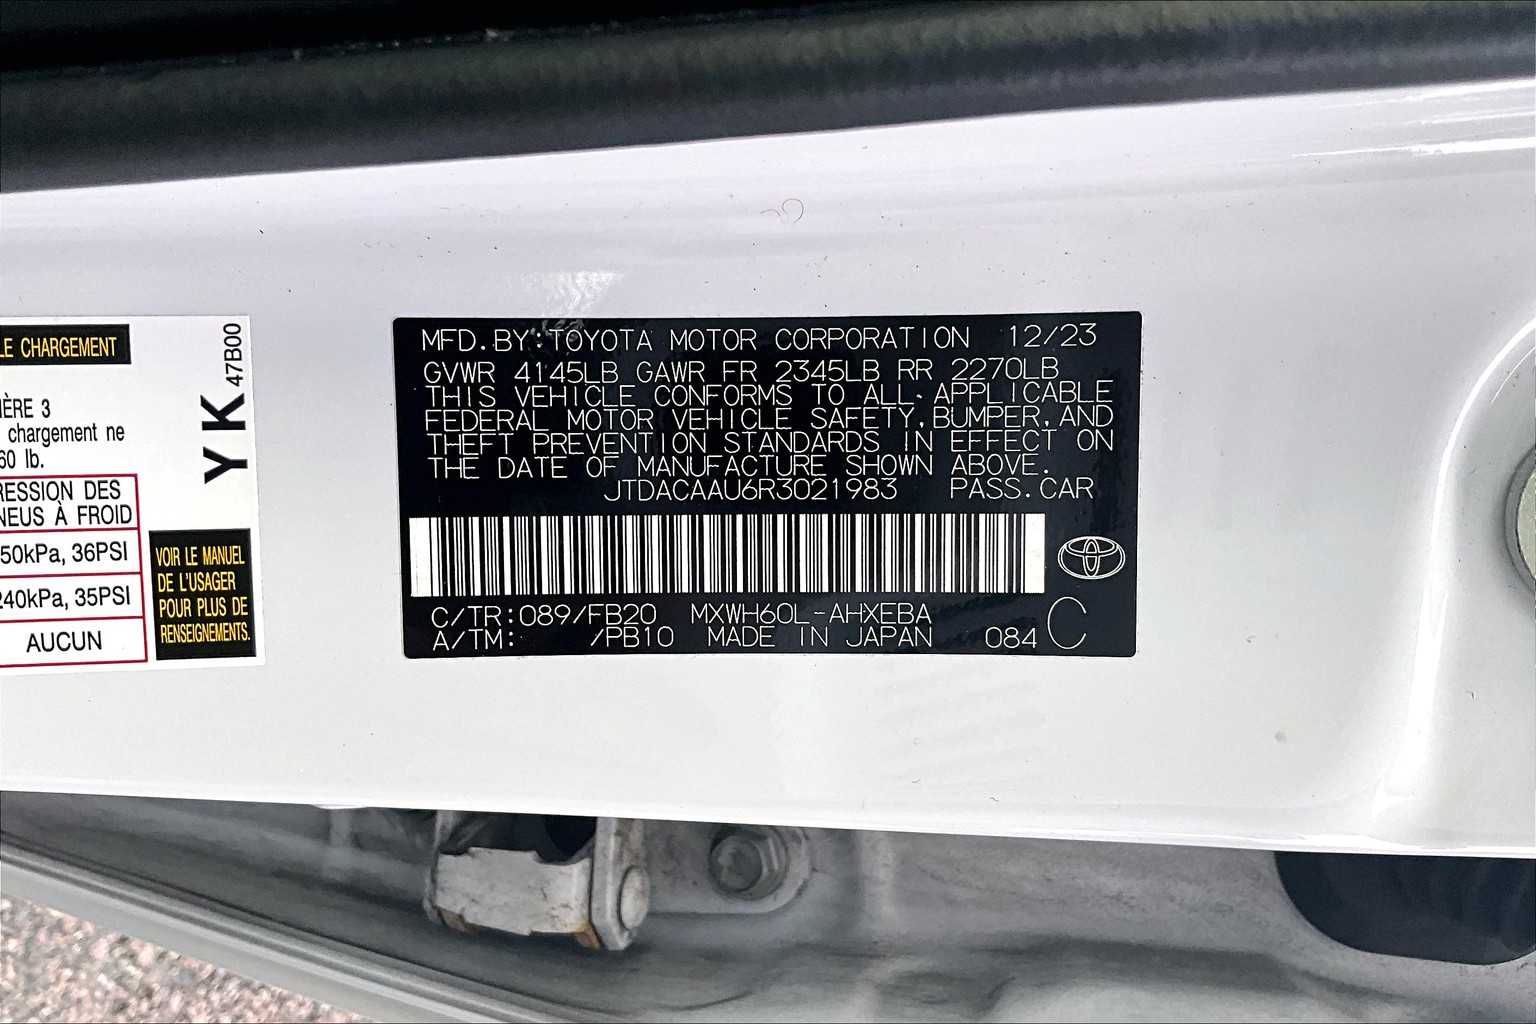 LE CHARGEMENT
47B00
YK
IÈRE 3
chargement ne
60 lb.
RESSION DES
NEUS À FROID
50kPa, 36PSI
240kPa, 35PSI
AUCUN
VOIR LE MANUEL
DE L'USAGER
POUR PLUS DE
RENSEIGNEMENTS.
MFD.BY:TOYOTA MOTOR CORPORATION 12/23
GVWR 4145LB GAWR FR 2345LB RR 2270LB
THIS VEHICLE CONFORMS TO ALL APPLICABLE
FEDERAL MOTOR VEHICLE SAFETY,BUMPER,AND
THEFT PREVENTION STANDARDS IN EFFECT ON
THE DATE OF MANUFACTURE SHOWN ABOVE.
JTDACAAU6R3021983 PASS.CAR
C/TR:089/FB20 MXWH60L-AHXEBA
A/TM: /PB10 MADE IN JAPAN 084 C